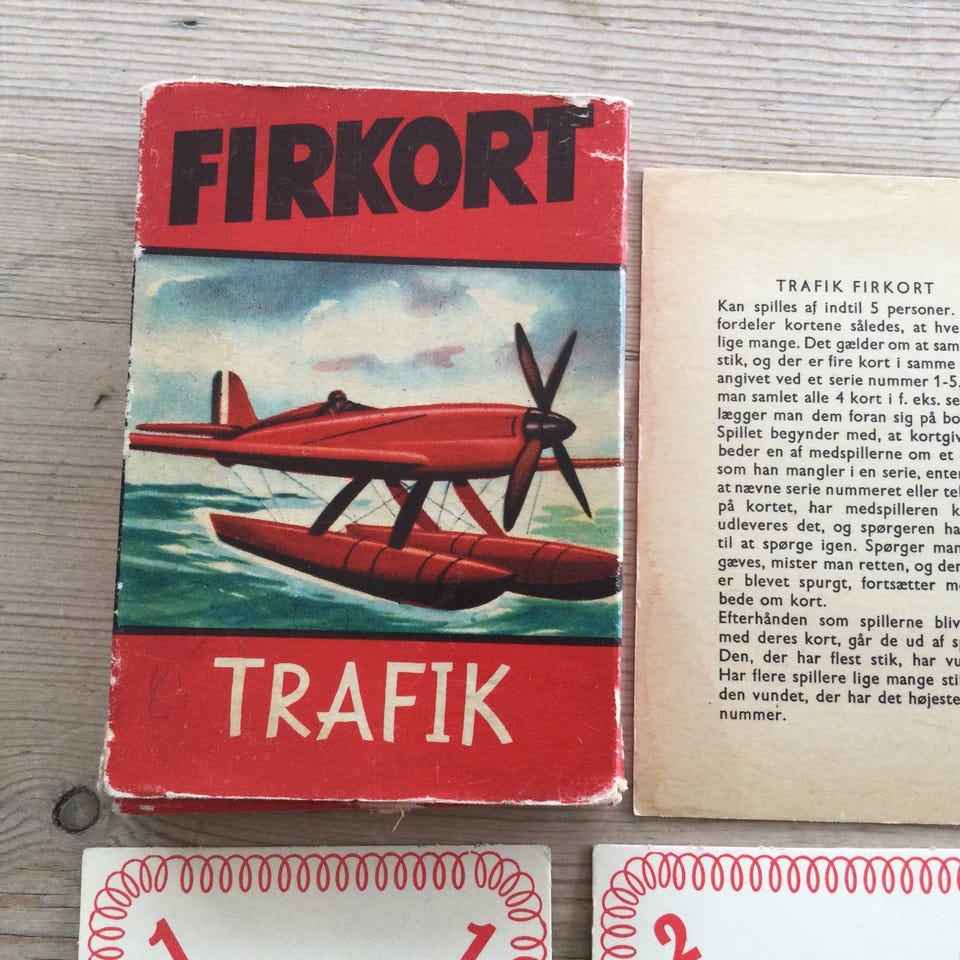 FIRKORT
TRAFIK
TRAFIK FIRKORT
Kan spilles af indtil 5 personer.
fordeler kortene således, at hve
lige mange. Det gælder om at sam
stik, og der er fire kort i samme
angivet ved et serie nummer 1-5.
man samlet alle 4 kort i f. eks. se
lægger man dem foran sig på bo
Spillet begynder med, at kortgiv
beder en af medspillerne om et
som han mangler i en serie, enten
at nævne serie nummeret eller tek
på kortet, har medspilleren k
udleveres det, og spørgeren ha
til at spørge igen. Spørger man
gæves, mister man retten, og den
er blevet spurgt, fortsætter me
bede om kort.
Efterhånden som spillerne bliv
med deres kort, går de ud af sp
Den, der har flest stik, har vu
Har flere spillere lige mange sti
den vundet, der har det højeste
nummer.
1 1
2